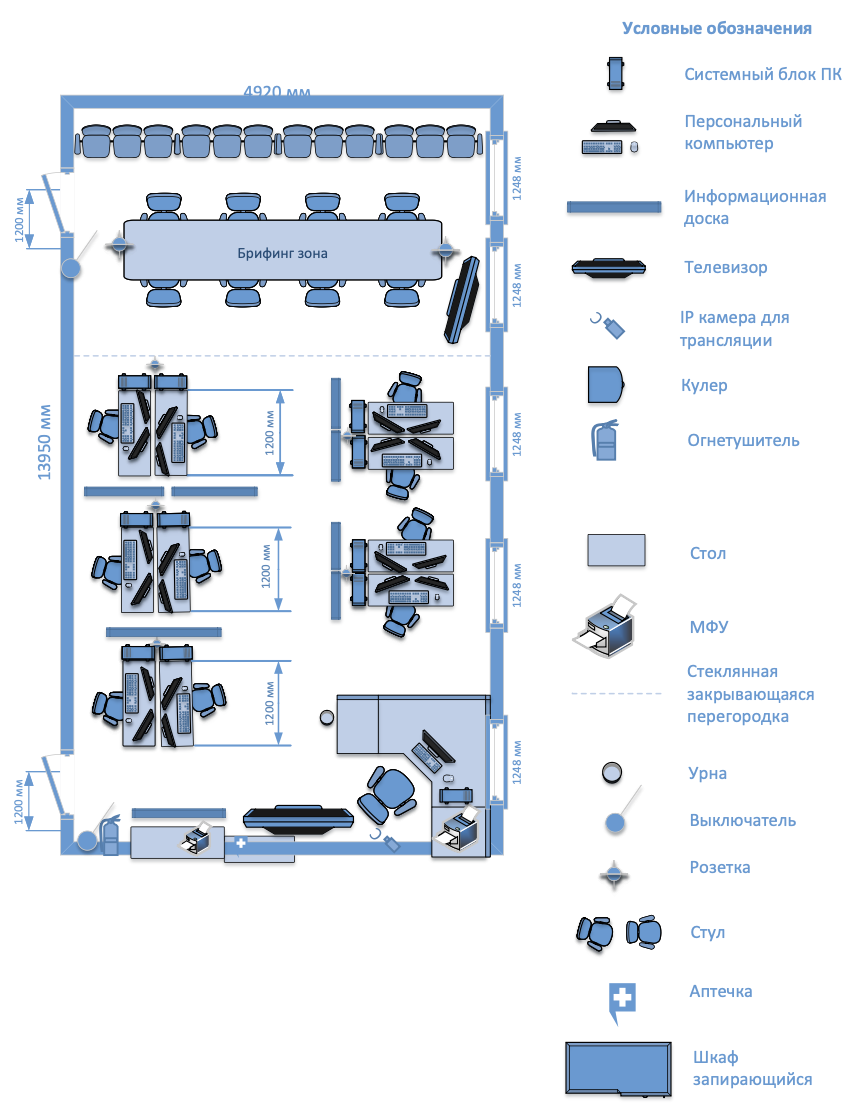 Условные обозначения
Системный блок ПК
Персональный
компьютер
Информационная
доска
Телевизор
IP камера для
трансляции
Кулер
Огнетушитель
Стол
МФУ
Стеклянная
закрывающаяся
перегородка
Урна
Выключатель
Розетка
Стул
Аптечка
Шкаф
запирающийся
4920 мм
13950 мм
Брифинг зона
1200 мм
1200 мм
1248 мм
1248 мм
1248 мм
1248 мм
1248 мм
1200 мм
1200 мм
1200 мм